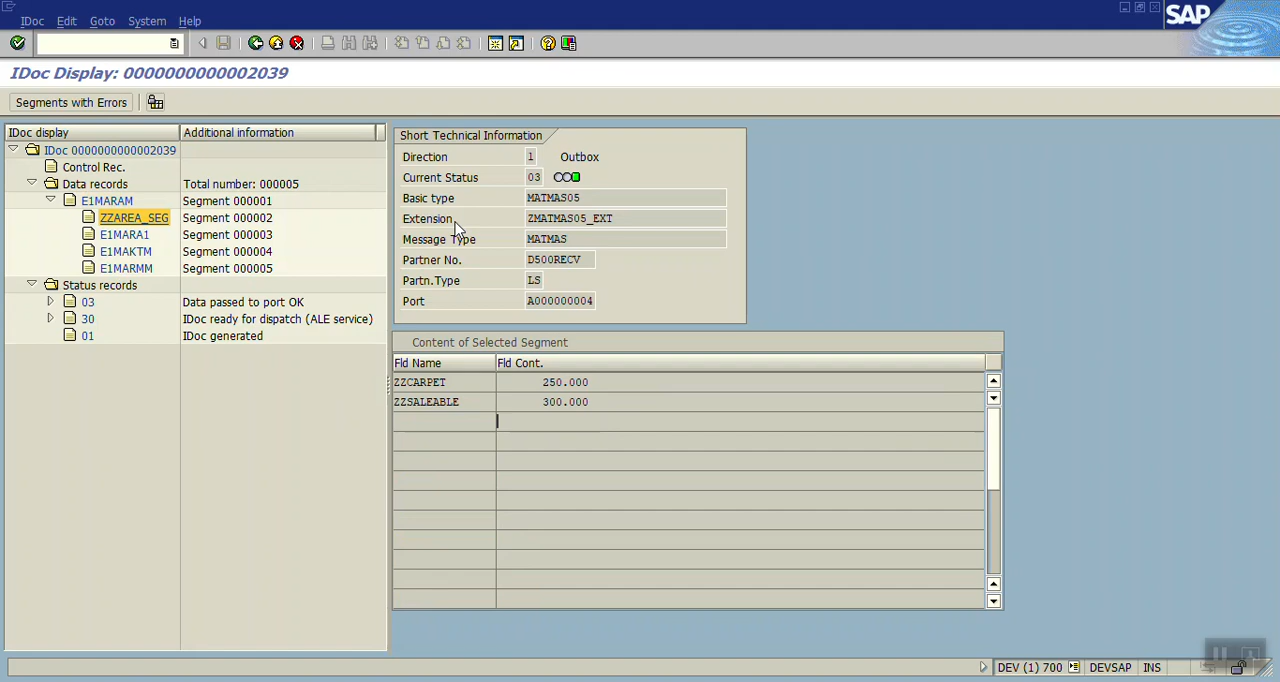 IDoc Edit Goto System Help
SAP
IDoc Display: 0000000000002039
Segments with Errors
IDoc display Additional information
IDoc 0000000000002039
Control Rec.
Data records Total number: 000005
E1MARAM Segment 000001
ZZAREA_SEG Segment 000002
E1MARA1 Segment 000003
E1MAKTM Segment 000004
E1MARMM Segment 000005
Status records
03 Data passed to port OK
30 IDoc ready for dispatch (ALE service)
01 IDoc generated
Short Technical Information
Direction 1 Outbox
Current Status 03
Basic type MATMAS05
Extension ZMATMAS05_EXT
Message Type MATMAS
Partner No. D500RECV
Partn.Type LS
Port A000000004
Content of Selected Segment
Fld Name Fld Cont.
ZZCARPET 250.000
ZZSALEABLE 300.000
DEV (1) 700 DEVSAP INS